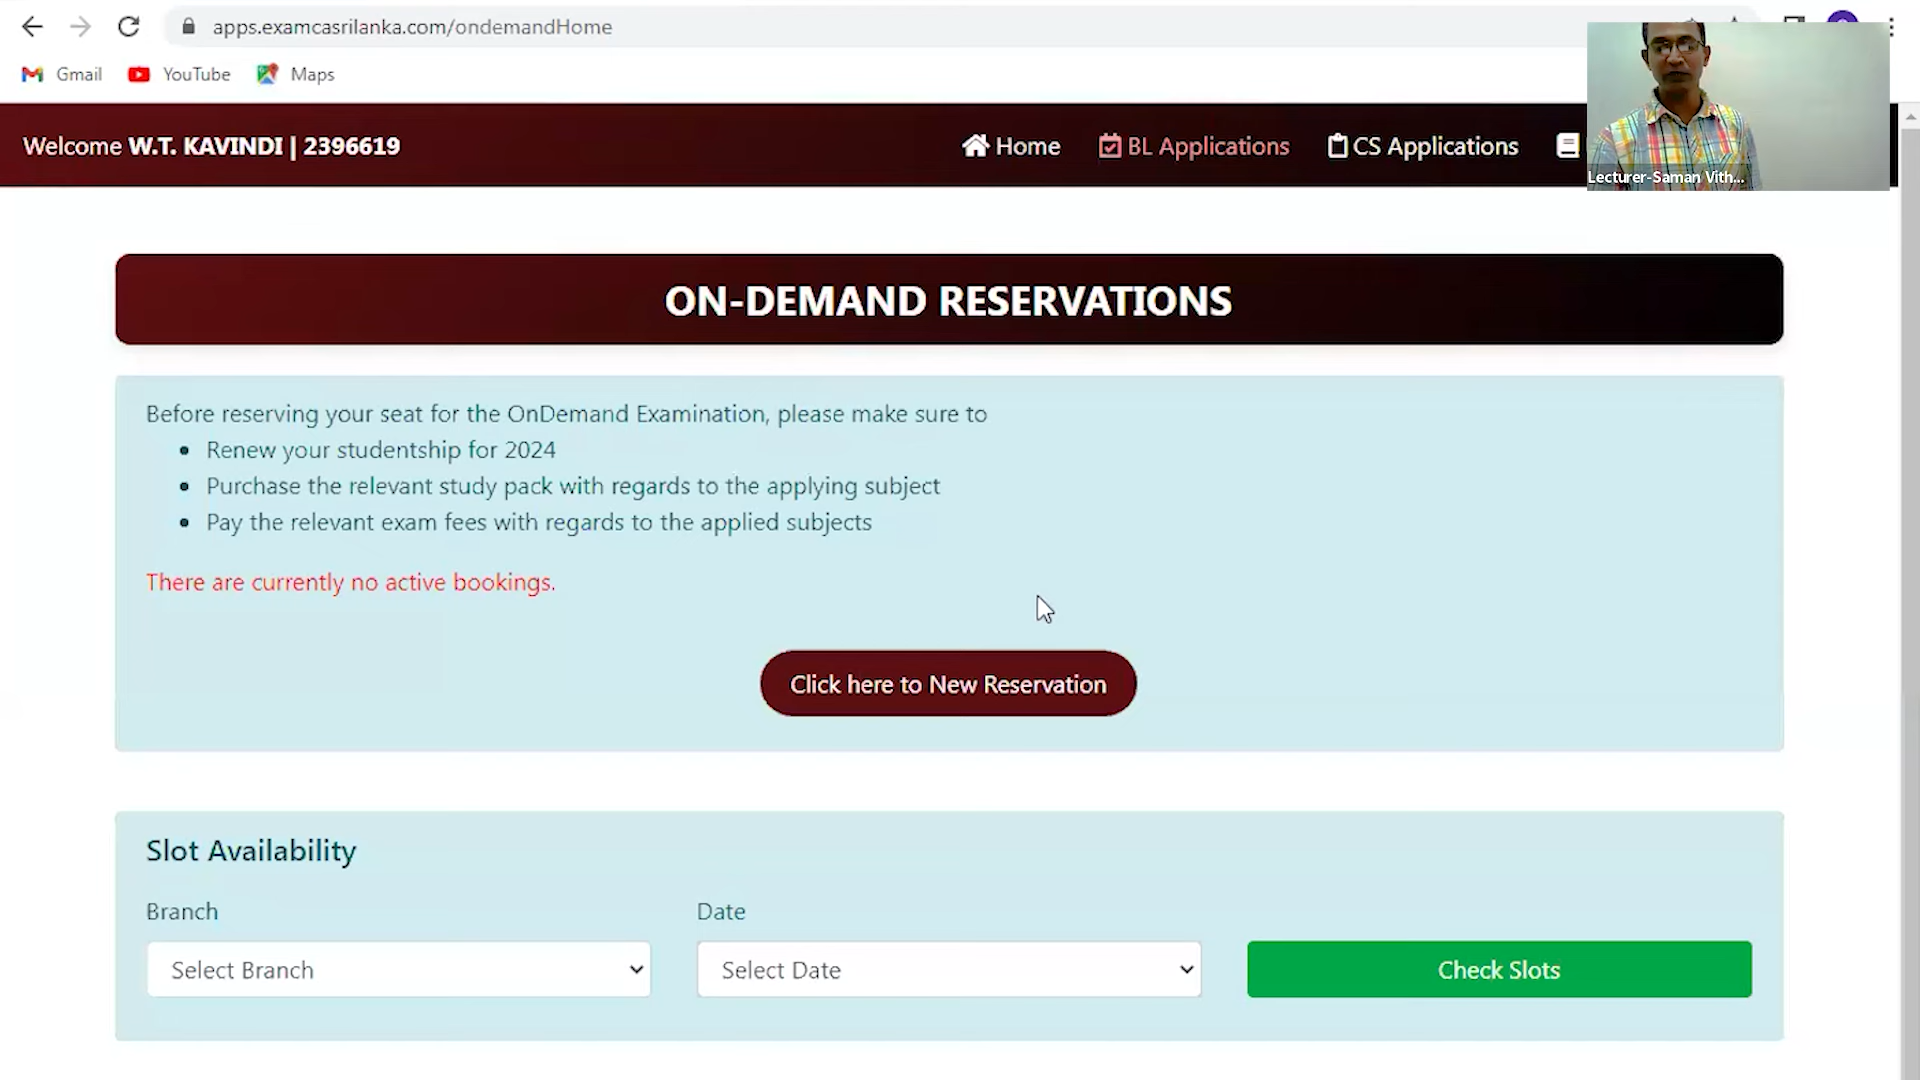 apps.examcasrilanka.com/ondemandHome
Gmail YouTube Maps
Welcome W.T. KAVINDI | 2396619 Home BL Applications CS Applications
Lecturer-Saman Vith...
ON-DEMAND RESERVATIONS
Before reserving your seat for the OnDemand Examination, please make sure to
• Renew your studentship for 2024
• Purchase the relevant study pack with regards to the applying subject
• Pay the relevant exam fees with regards to the applied subjects
There are currently no active bookings.
Click here to New Reservation
Slot Availability
Branch Date
Select Branch Select Date Check Slots